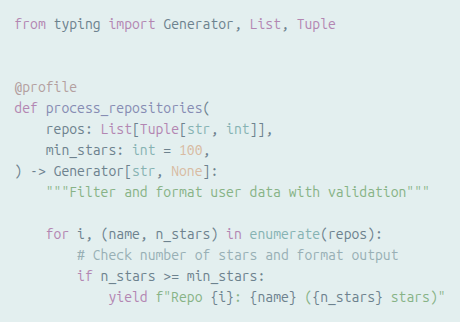 from typing import Generator, List, Tuple


@profile
def process_repositories(
    repos: List[Tuple[str, int]],
    min_stars: int = 100,
) -> Generator[str, None]:
    """Filter and format user data with validation"""

    for i, (name, n_stars) in enumerate(repos):
        # Check number of stars and format output
        if n_stars >= min_stars:
            yield f"Repo {i}: {name} ({n_stars} stars)"